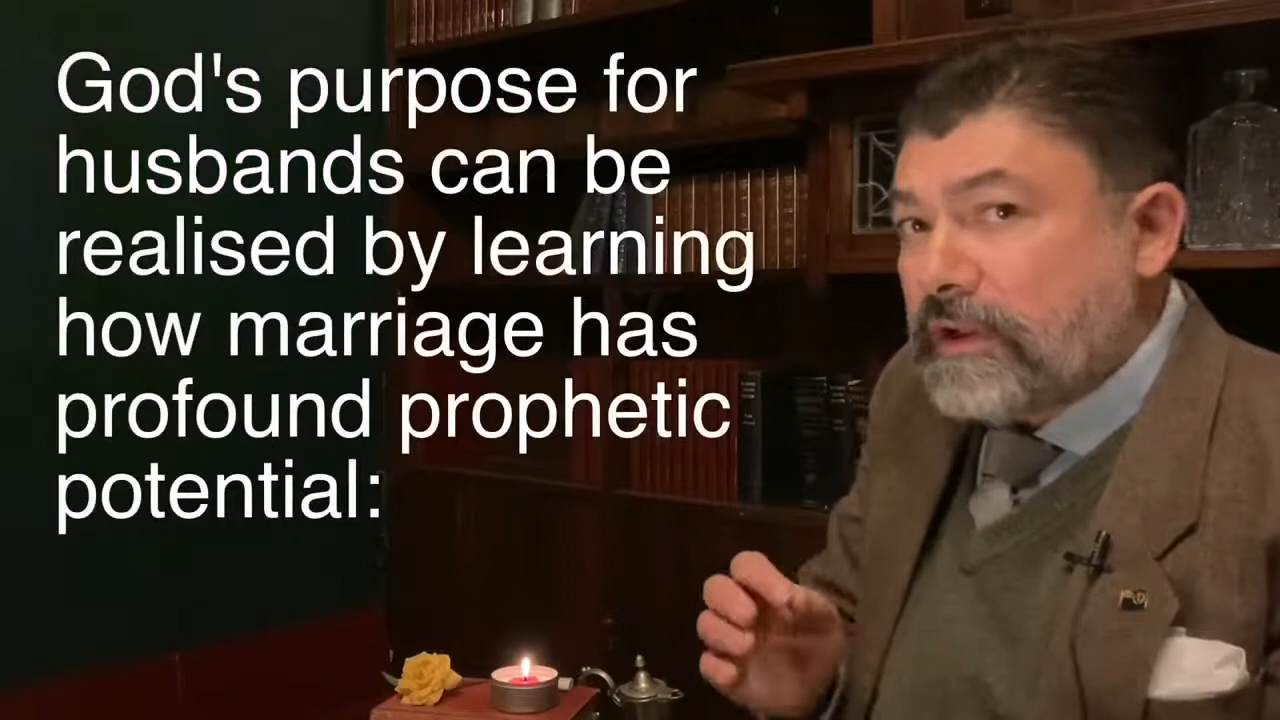 God's purpose for
husbands can be
realised by learning
how marriage has
profound prophetic
potential: